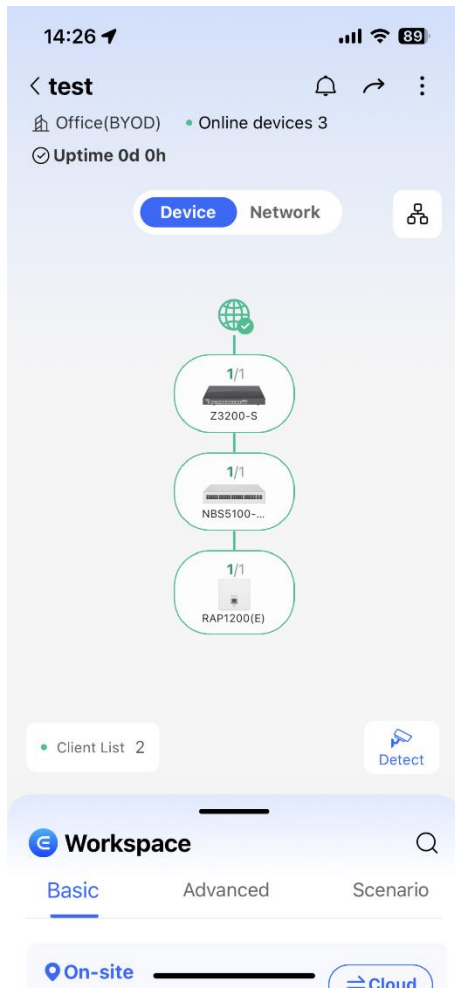 14:26
89
test
Office(BYOD) • Online devices 3
Uptime 0d 0h
Device Network
1/1
Z3200-S
1/1
NBS5100-...
1/1
RAP1200(E)
• Client List 2
Detect
Workspace
Basic Advanced Scenario
On-site
Cloud